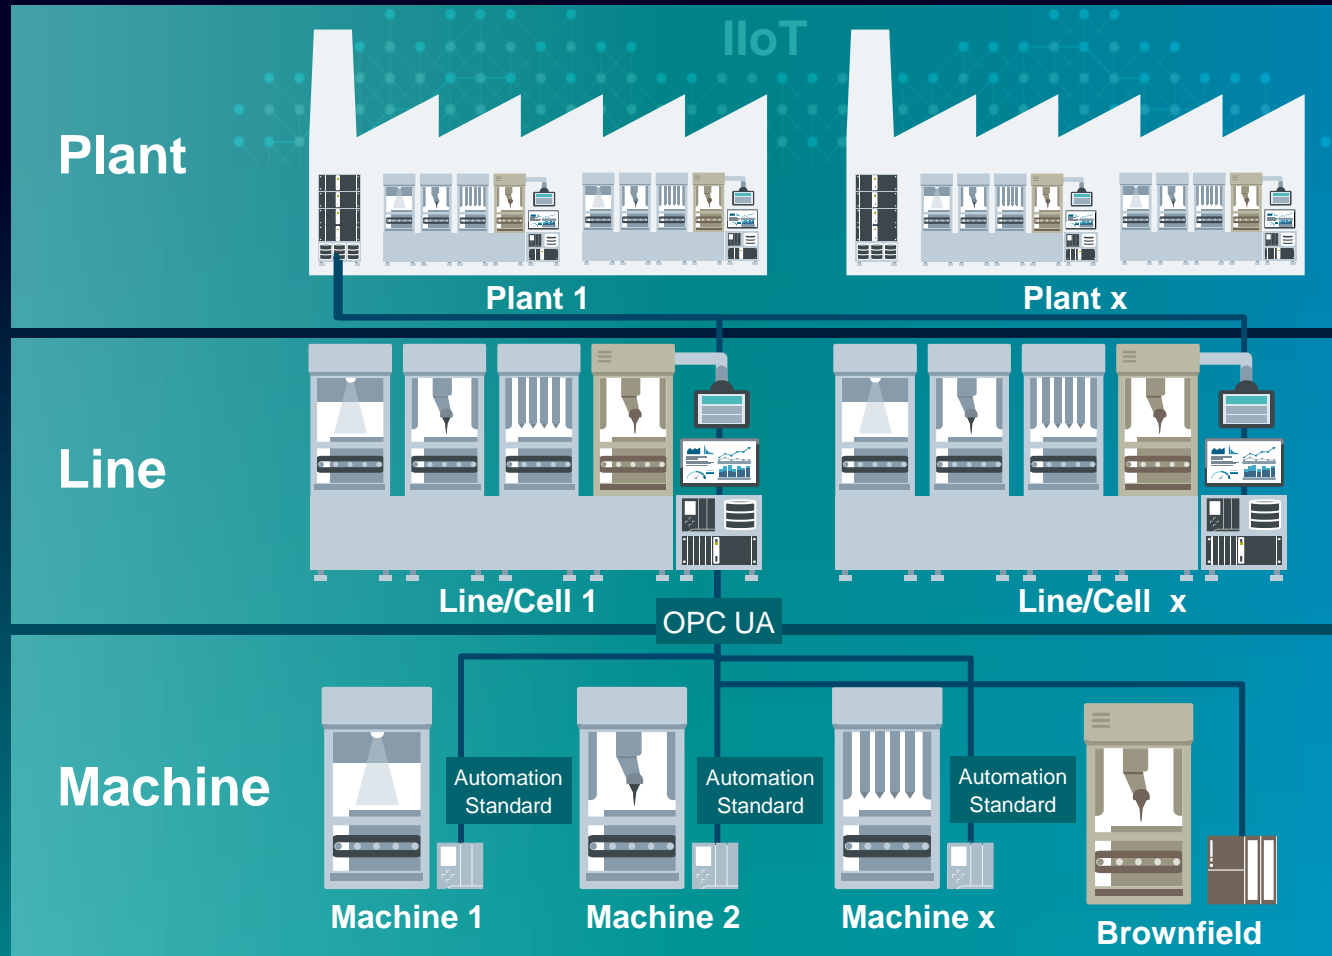 IIoT
Plant
Plant 1
Plant x
Line
Line/Cell 1
Line/Cell  x
OPC UA
Machine
Automation
Standard
Automation
Standard
Automation
Standard
Machine 1
Machine 2
Machine x
Brownfield